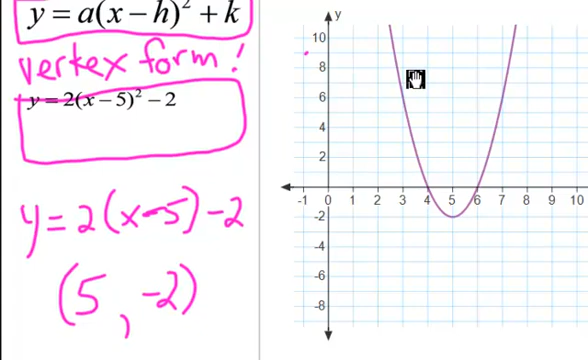 y = a(x – h)² + k
vertex form!
y = 2(x – 5)² – 2
y = 2(x-5)-2
(5, -2)
y
10
8
6
4
2
-1 0 1 2 3 4 5 6 7 8 9 10
-2
-4
-6
-8